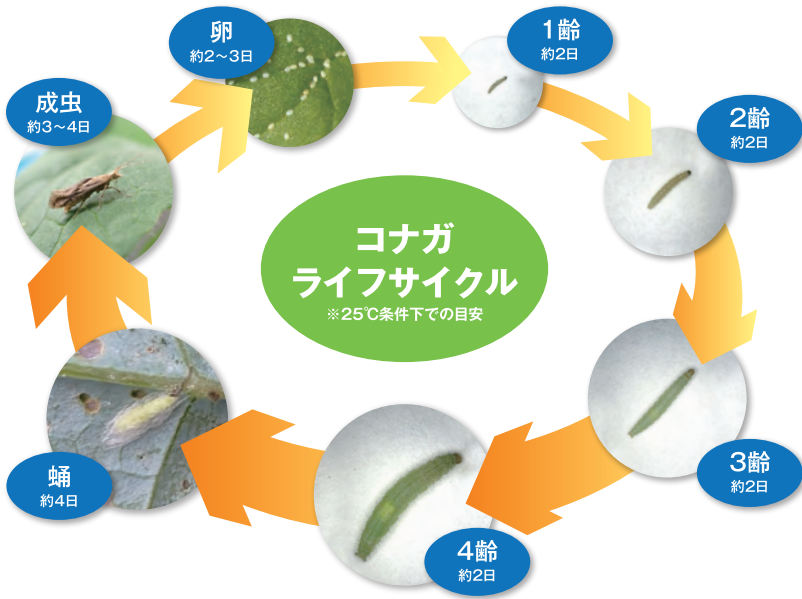 コナガ
ライフサイクル
※25℃条件下での目安
卵
約2～3日
1齢
約2日
2齢
約2日
3齢
約2日
4齢
約2日
蛹
約4日
成虫
約3～4日